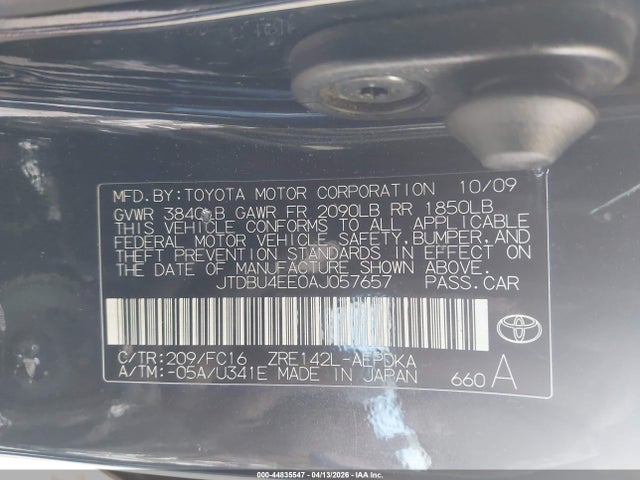 MFD.BY:TOYOTA MOTOR CORPORATION 10/09
GVWR 3840LB GAWR FR 2090LB RR 1850LB
THIS VEHICLE CONFORMS TO ALL APPLICABLE
FEDERAL MOTOR VEHICLE SAFETY,BUMPER,AND
THEFT PREVENTION STANDARDS IN EFFECT ON
THE DATE OF MANUFACTURE SHOWN ABOVE.
JTDBU4EE0AJ057657 PASS.CAR
C/TR:209/FC16 ZRE142L-AEPDKA
A/TM:-05A/U341E MADE IN JAPAN 660 A
000-44835547 - 04/13/2026 - IAA Inc.